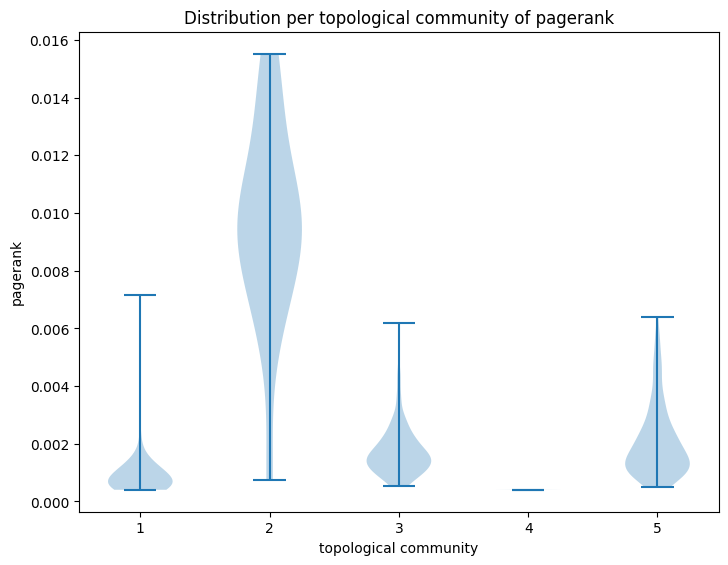 Distribution per topological community of pagerank
0.016
0.014
0.012
0.010
0.008
0.006
0.004
0.002
0.000
pagerank
1 2 3 4 5
topological community